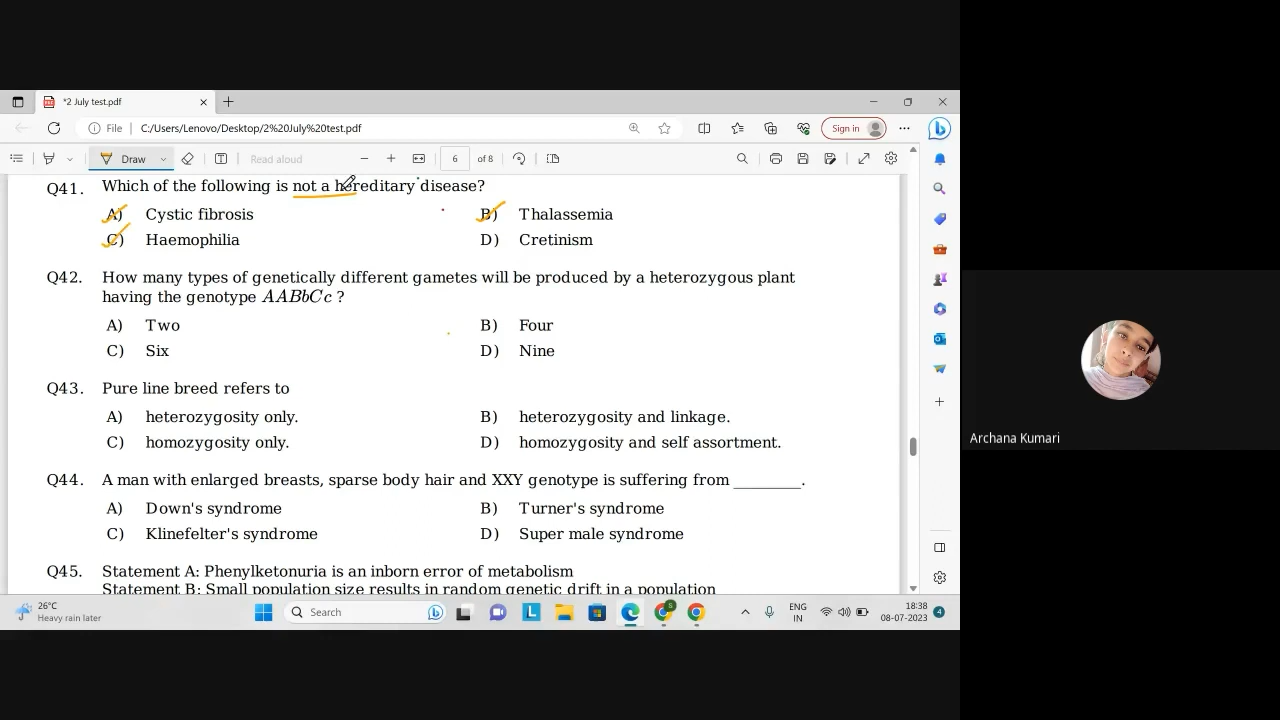 *2 July test.pdf
File
C:/Users/Lenovo/Desktop/2%20July%20test.pdf
Sign in
Draw
Read aloud
6
of 8
Q41. Which of the following is not a hereditary disease?
A) Cystic fibrosis B) Thalassemia
C) Haemophilia D) Cretinism
Q42. How many types of genetically different gametes will be produced by a heterozygous plant
having the genotype AABbCc ?
A) Two B) Four
C) Six D) Nine
Q43. Pure line breed refers to
A) heterozygosity only. B) heterozygosity and linkage.
C) homozygosity only. D) homozygosity and self assortment.
Q44. A man with enlarged breasts, sparse body hair and XXY genotype is suffering from ________.
A) Down's syndrome B) Turner's syndrome
C) Klinefelter's syndrome D) Super male syndrome
Q45. Statement A: Phenylketonuria is an inborn error of metabolism
Statement B: Small population size results in random genetic drift in a population
Archana Kumari
26°C
Heavy rain later
Search
ENG
IN
18:38
08-07-2023
4